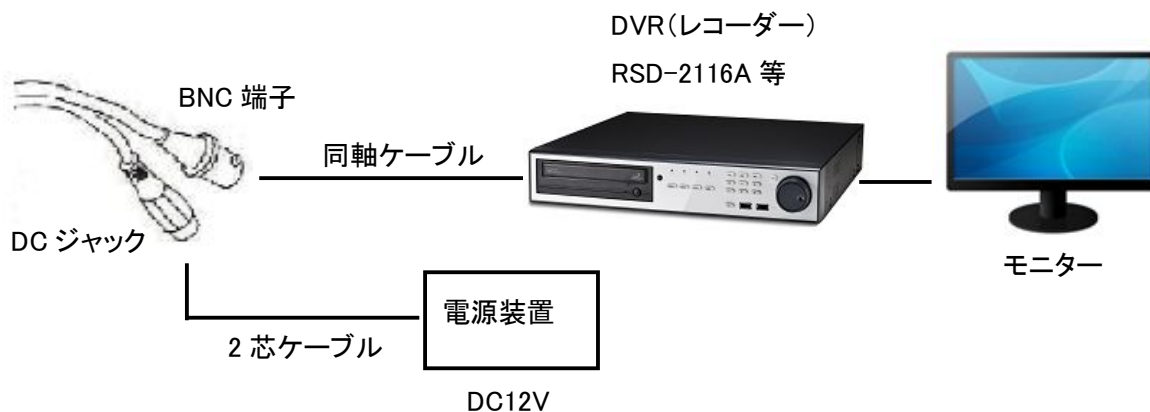 DVR(レコーダー)
RSD-2116A 等
BNC 端子
同軸ケーブル
DC ジャック
モニター
電源装置
2 芯ケーブル
DC12V